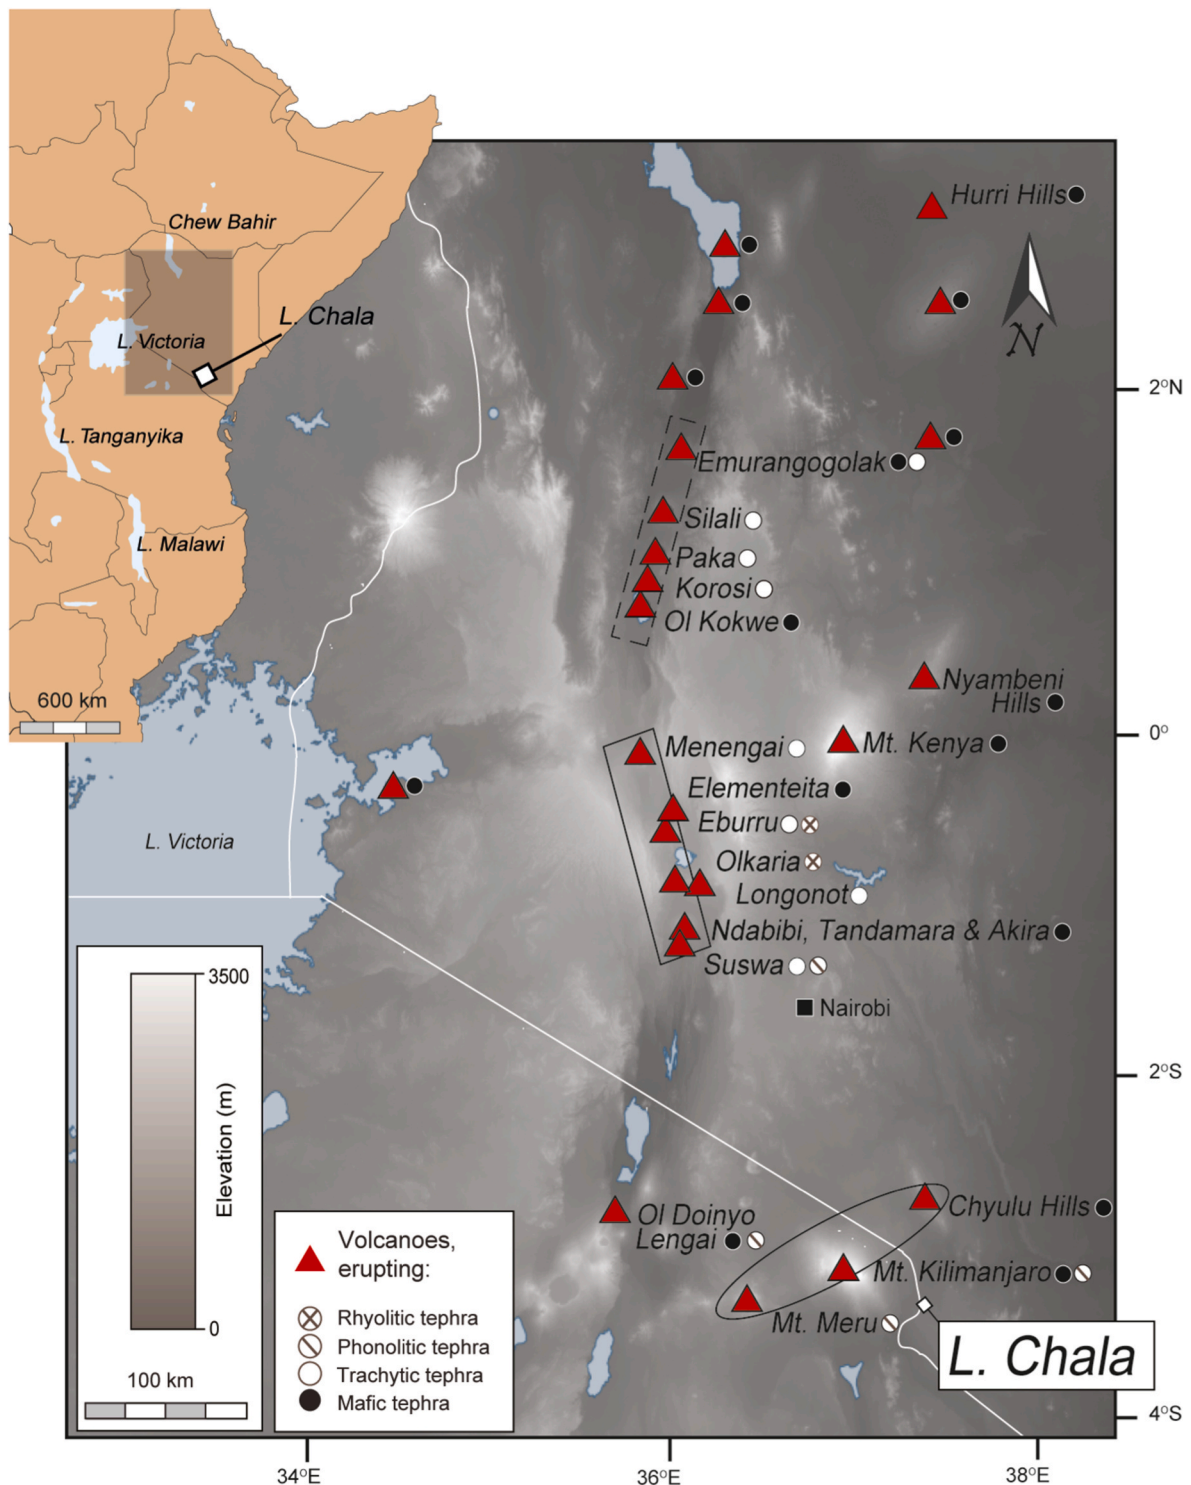 Chew Bahir
L. Chala
L. Victoria
L. Tanganyika
L. Malawi
600 km
Hurri Hills
N
2°N
Emurangogolak
Silali
Paka
Korosi
Ol Kokwe
Nyambeni
Hills
0°
Menengai
Mt. Kenya
Elementeita
Eburru
Olkaria
Longonot
Ndabibi, Tandamara & Akira
Suswa
Nairobi
L. Victoria
2°S
3500
Elevation (m)
0
100 km
Volcanoes,
erupting:
Rhyolitic tephra
Phonolitic tephra
Trachytic tephra
Mafic tephra
Ol Doinyo
Lengai
Chyulu Hills
Mt. Kilimanjaro
Mt. Meru
L. Chala
4°S
34°E
36°E
38°E